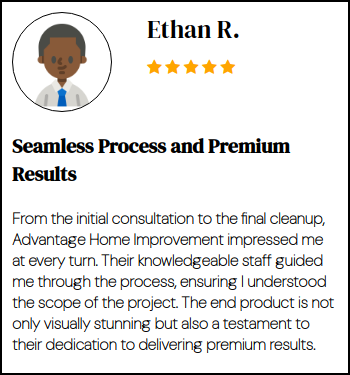 Ethan R.
Seamless Process and Premium
Results
From the initial consultation to the final cleanup,
Advantage Home Improvement impressed me
at every turn. Their knowledgeable staff guided
me through the process, ensuring I understood
the scope of the project. The end product is not
only visually stunning but also a testament to
their dedication to delivering premium results.